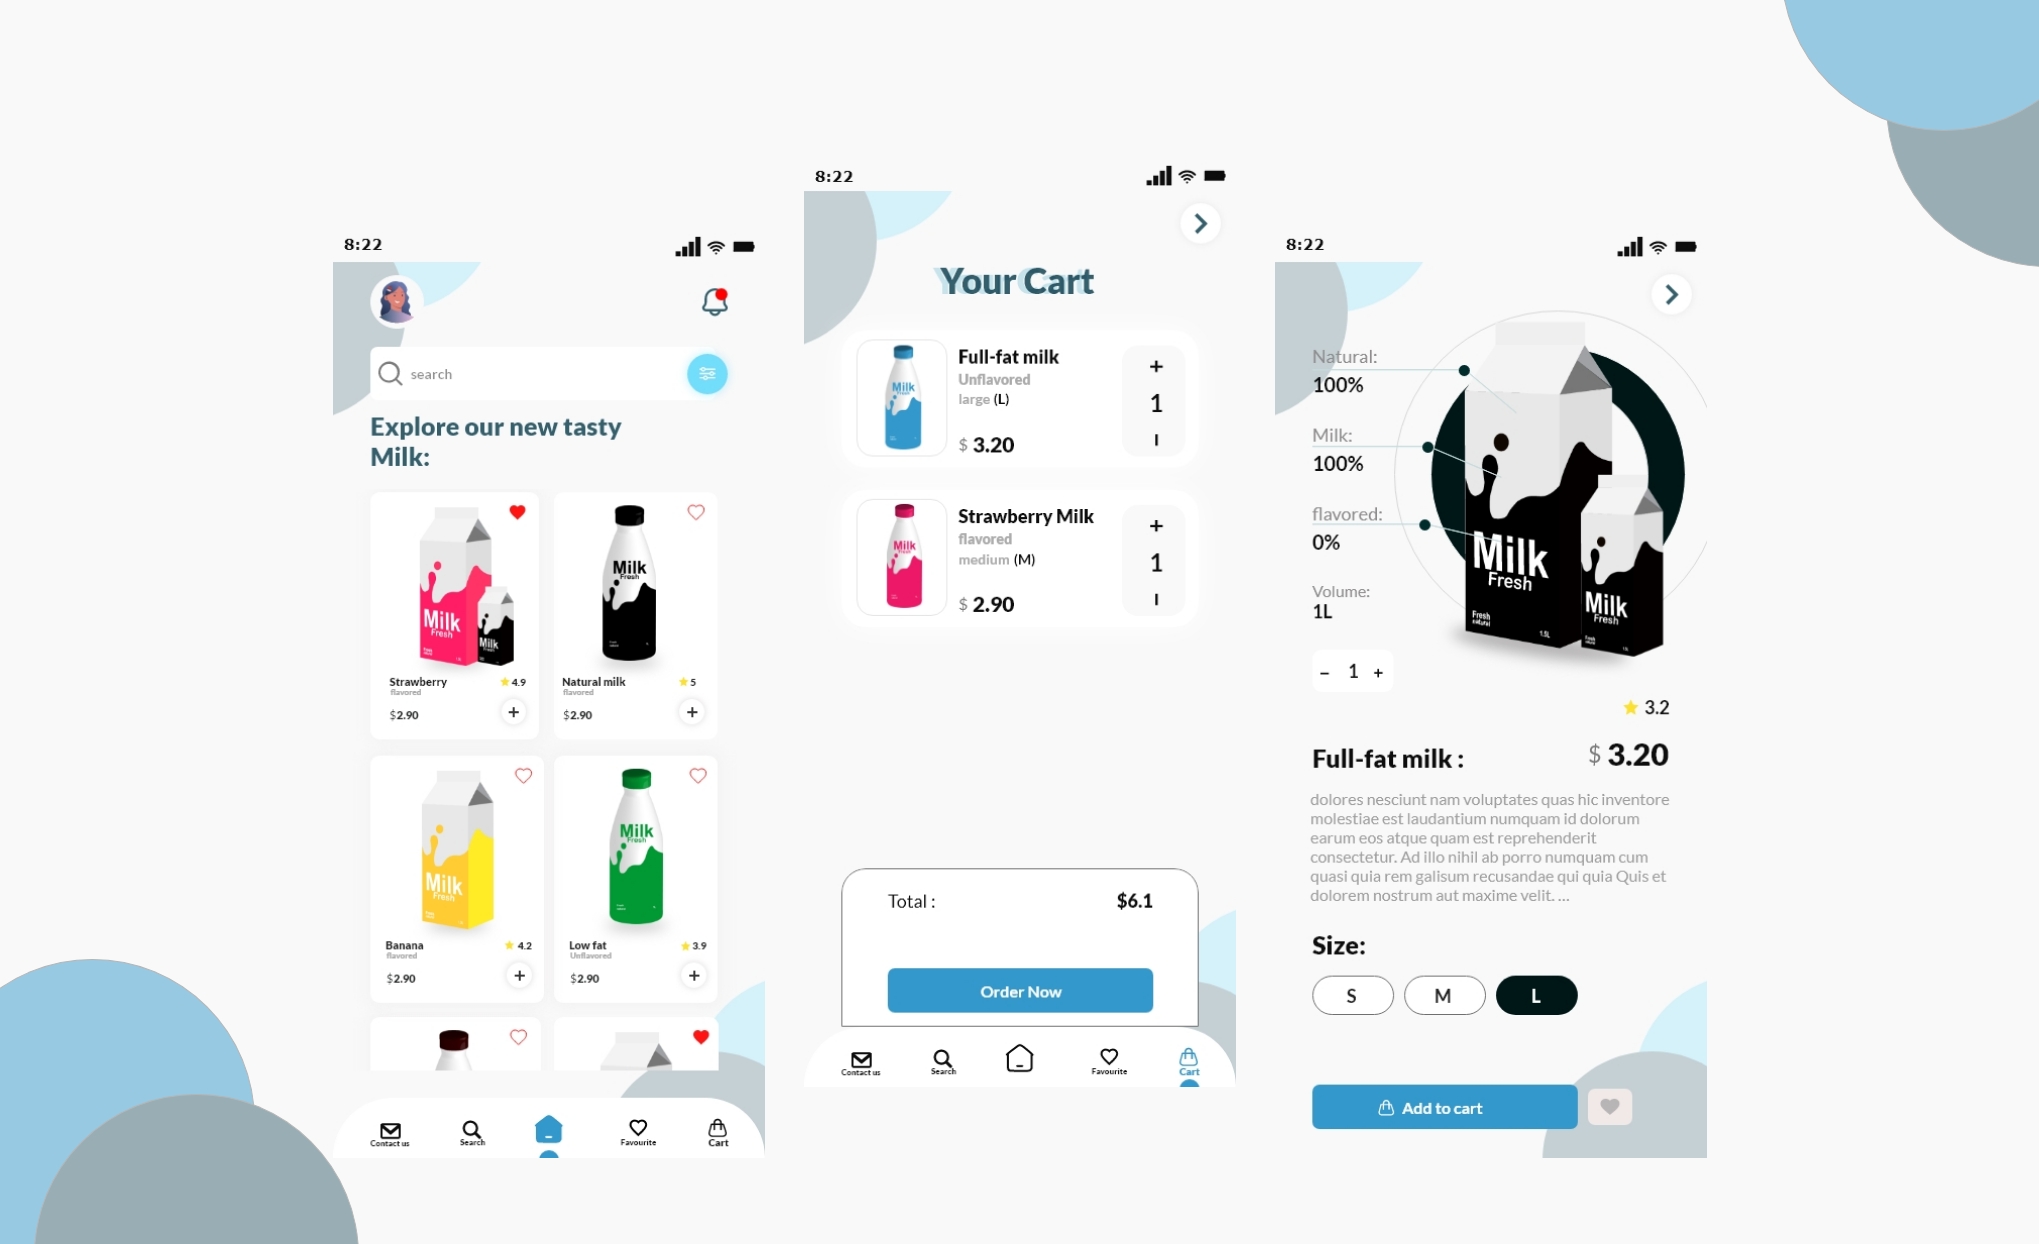 8:22
search
Explore our new tasty
Milk:
Milk
Fresh
Milk
Fresh
Strawberry
4.9
flavored
$2.90
+
Milk
Fresh
Natural milk
5
flavored
$2.90
+
Milk
Fresh
Banana
4.2
flavored
$2.90
+
Milk
Fresh
Low fat
3.9
Unflavored
$2.90
+
Contact us
Search
Favourite
Cart
8:22
Your Cart
Milk
Fresh
Full-fat milk
Unflavored
large (L)
$ 3.20
+
1
Milk
Fresh
Strawberry Milk
flavored
medium (M)
$ 2.90
+
1
Total :
$6.1
Order Now
Contact us
Search
Favourite
Cart
8:22
Natural:
100%
Milk:
100%
flavored:
0%
Volume:
1L
Milk
Fresh
Fresh
natural
1.5L
Milk
Fresh
- 1 +
3.2
Full-fat milk :
$ 3.20
dolores nesciunt nam voluptates quas hic inventore
molestiae est laudantium numquam id dolorum
earum eos atque quam est reprehenderit
consectetur. Ad illo nihil ab porro numquam cum
quasi quia rem galisum recusandae qui quia Quis et
dolorem nostrum aut maxime velit. ...
Size:
S
M
L
Add to cart